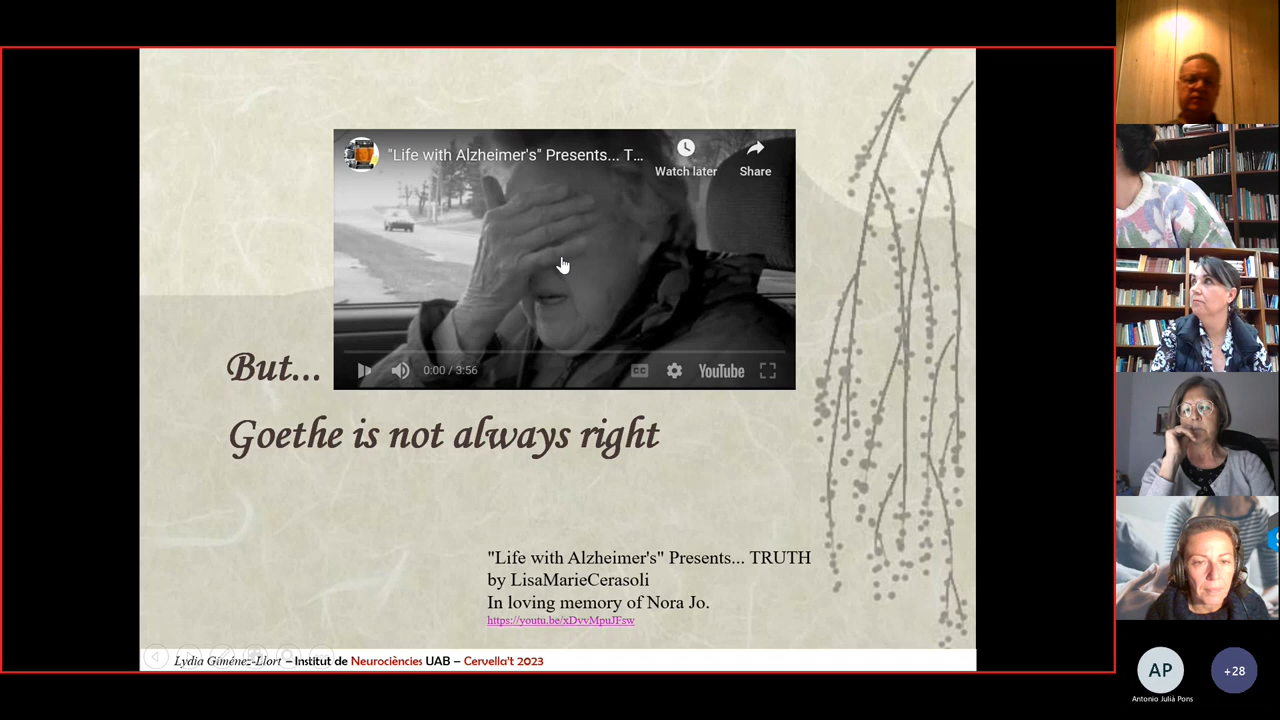 "Life with Alzheimer's" Presents... T...
Watch later
Share
0:00 / 3:56
CC
YouTube
But...
Goethe is not always right
"Life with Alzheimer's" Presents... TRUTH
by LisaMarieCerasoli
In loving memory of Nora Jo.
https://youtu.be/xDvvMpuJFsw
Lydia Giménez-Llort – Institut de Neurociències UAB – Cervella't 2023
AP
+28
Antonio Julià Pons